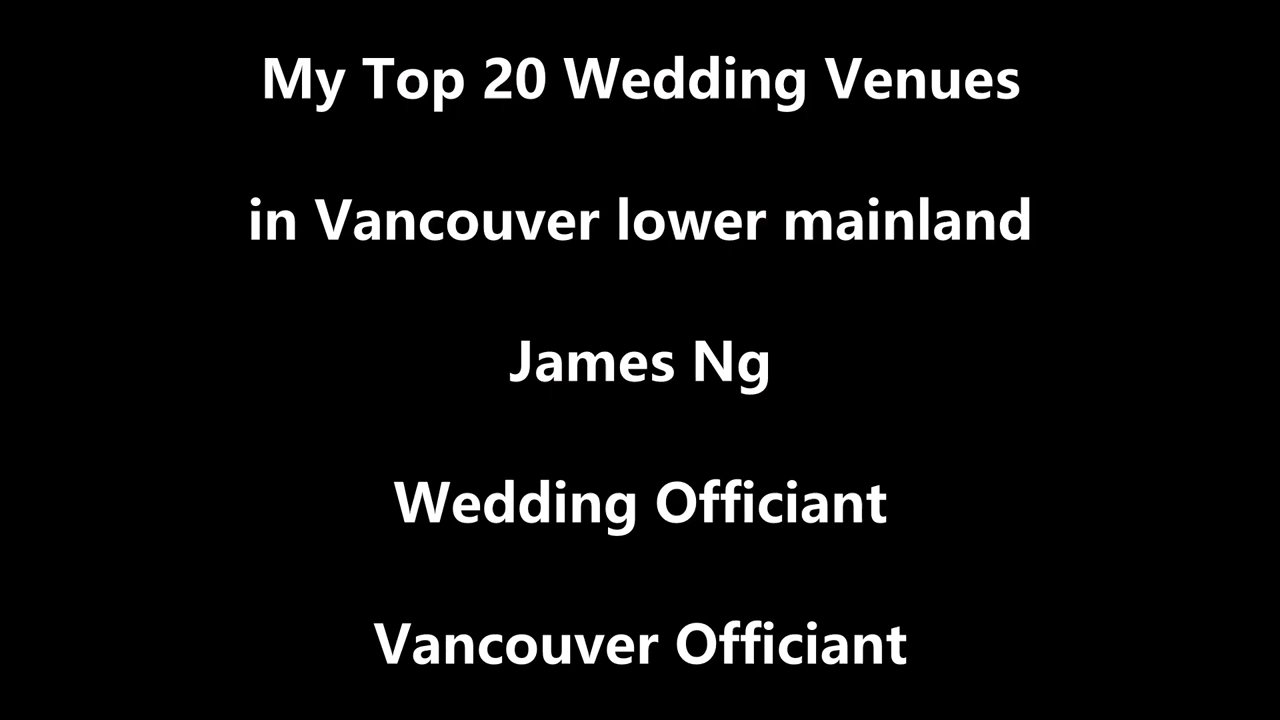 My Top 20 Wedding Venues
in Vancouver lower mainland
James Ng
Wedding Officiant
Vancouver Officiant